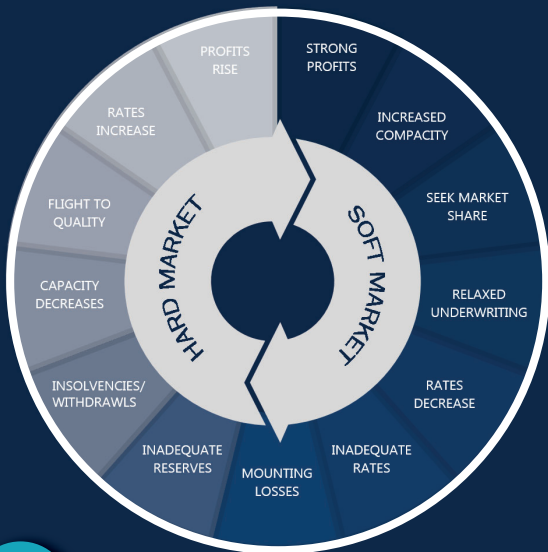 STRONG
PROFITS
INCREASED
COMPACITY
SEEK MARKET
SHARE
RELAXED
UNDERWRITING
RATES
DECREASE
INADEQUATE
RATES
MOUNTING
LOSSES
INADEQUATE
RESERVES
INSOLVENCIES/
WITHDRAWLS
CAPACITY
DECREASES
FLIGHT TO
QUALITY
RATES
INCREASE
PROFITS
RISE
HARD MARKET
SOFT MARKET